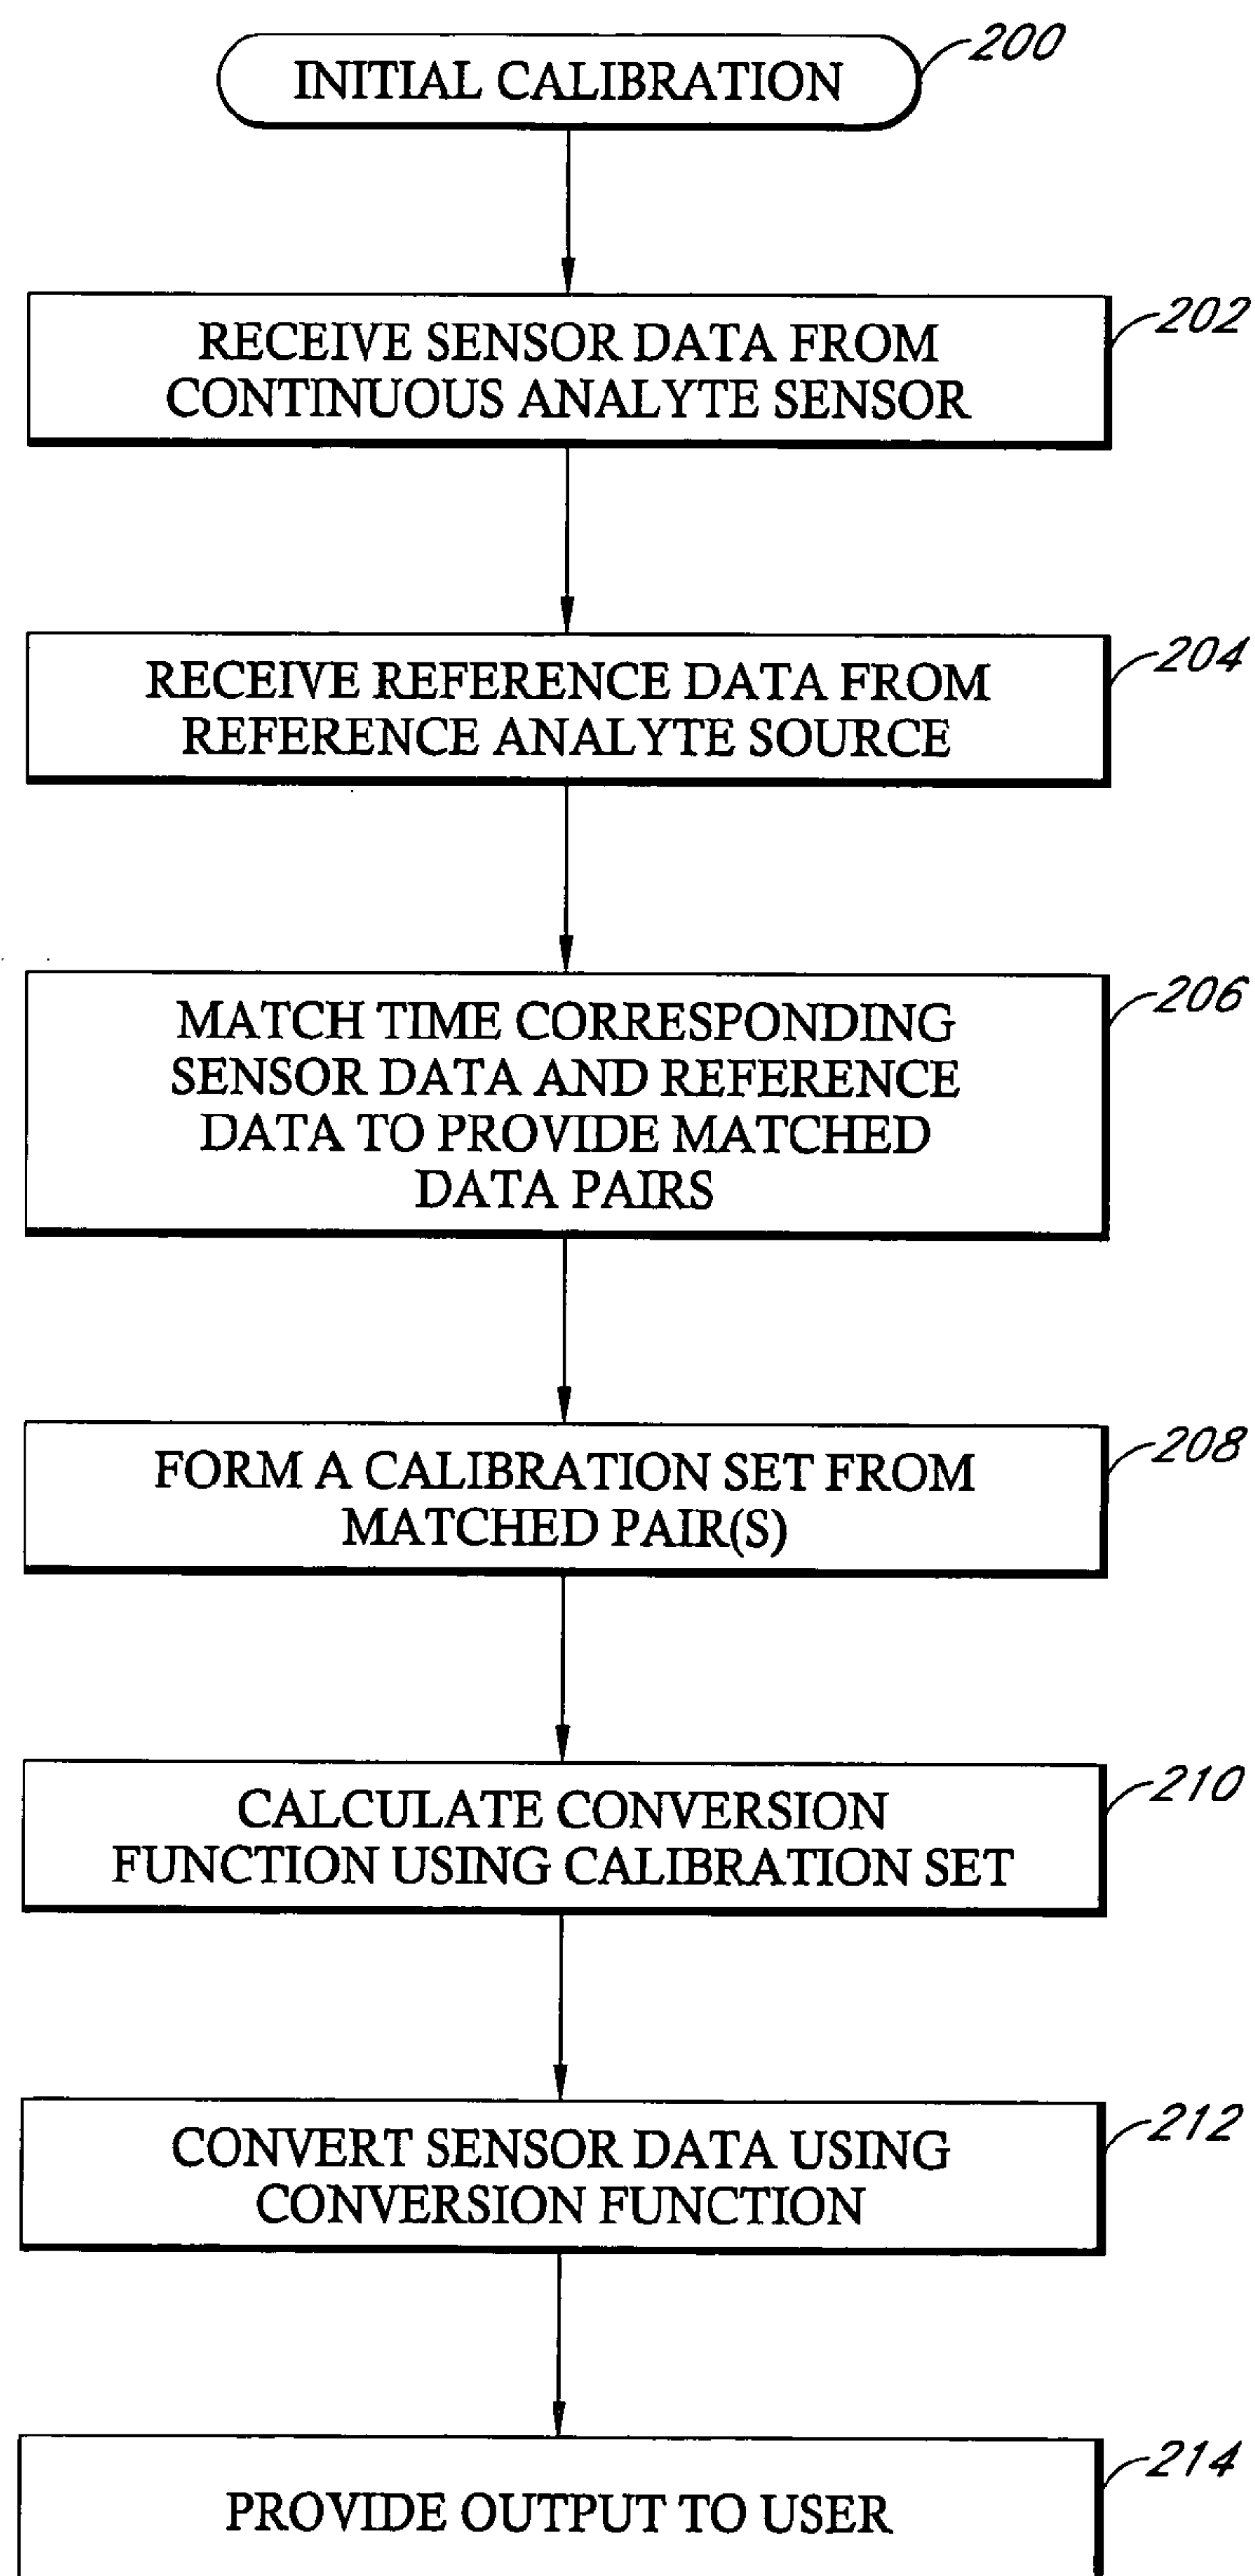 200
INITIAL CALIBRATION
202
RECEIVE SENSOR DATA FROM
CONTINUOUS ANALYTE SENSOR
204
RECEIVE REFERENCE DATA FROM
REFERENCE ANALYTE SOURCE
206
MATCH TIME CORRESPONDING
SENSOR DATA AND REFERENCE
DATA TO PROVIDE MATCHED
DATA PAIRS
208
FORM A CALIBRATION SET FROM
MATCHED PAIR(S)
210
CALCULATE CONVERSION
FUNCTION USING CALIBRATION SET
212
CONVERT SENSOR DATA USING
CONVERSION FUNCTION
214
PROVIDE OUTPUT TO USER